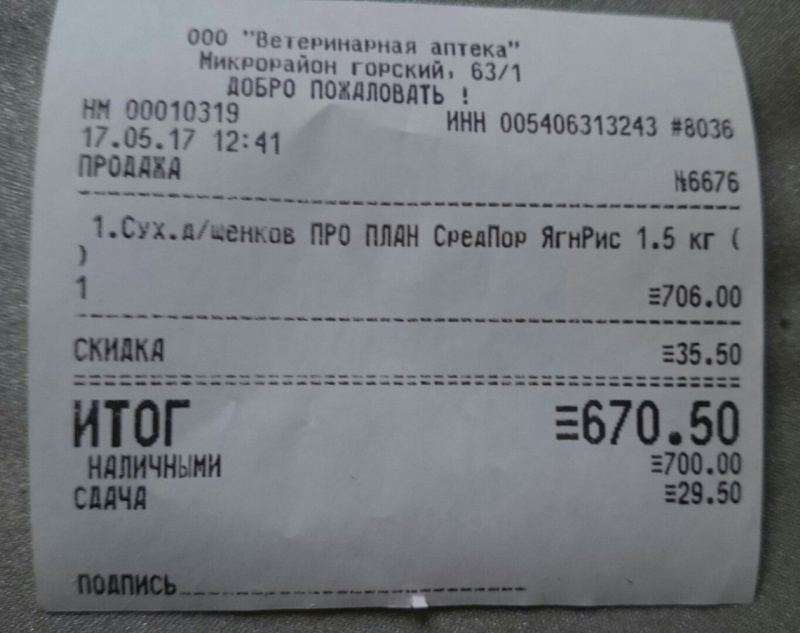 ООО "Ветеринарная аптека"
Микрорайон горский, 63/1
ДОБРО ПОЖАЛОВАТЬ !
НМ 00010319 ИНН 005406313243 #8036
17.05.17 12:41
ПРОДАЖА №6676
1.Сух.д/щенков ПРО ПЛАН СредПор ЯгнРис 1.5 кг (
)
1 ≡706.00
СКИДКА ≡35.50
ИТОГ ≡670.50
НАЛИЧНЫМИ ≡700.00
СДАЧА ≡29.50
ПОДПИСЬ